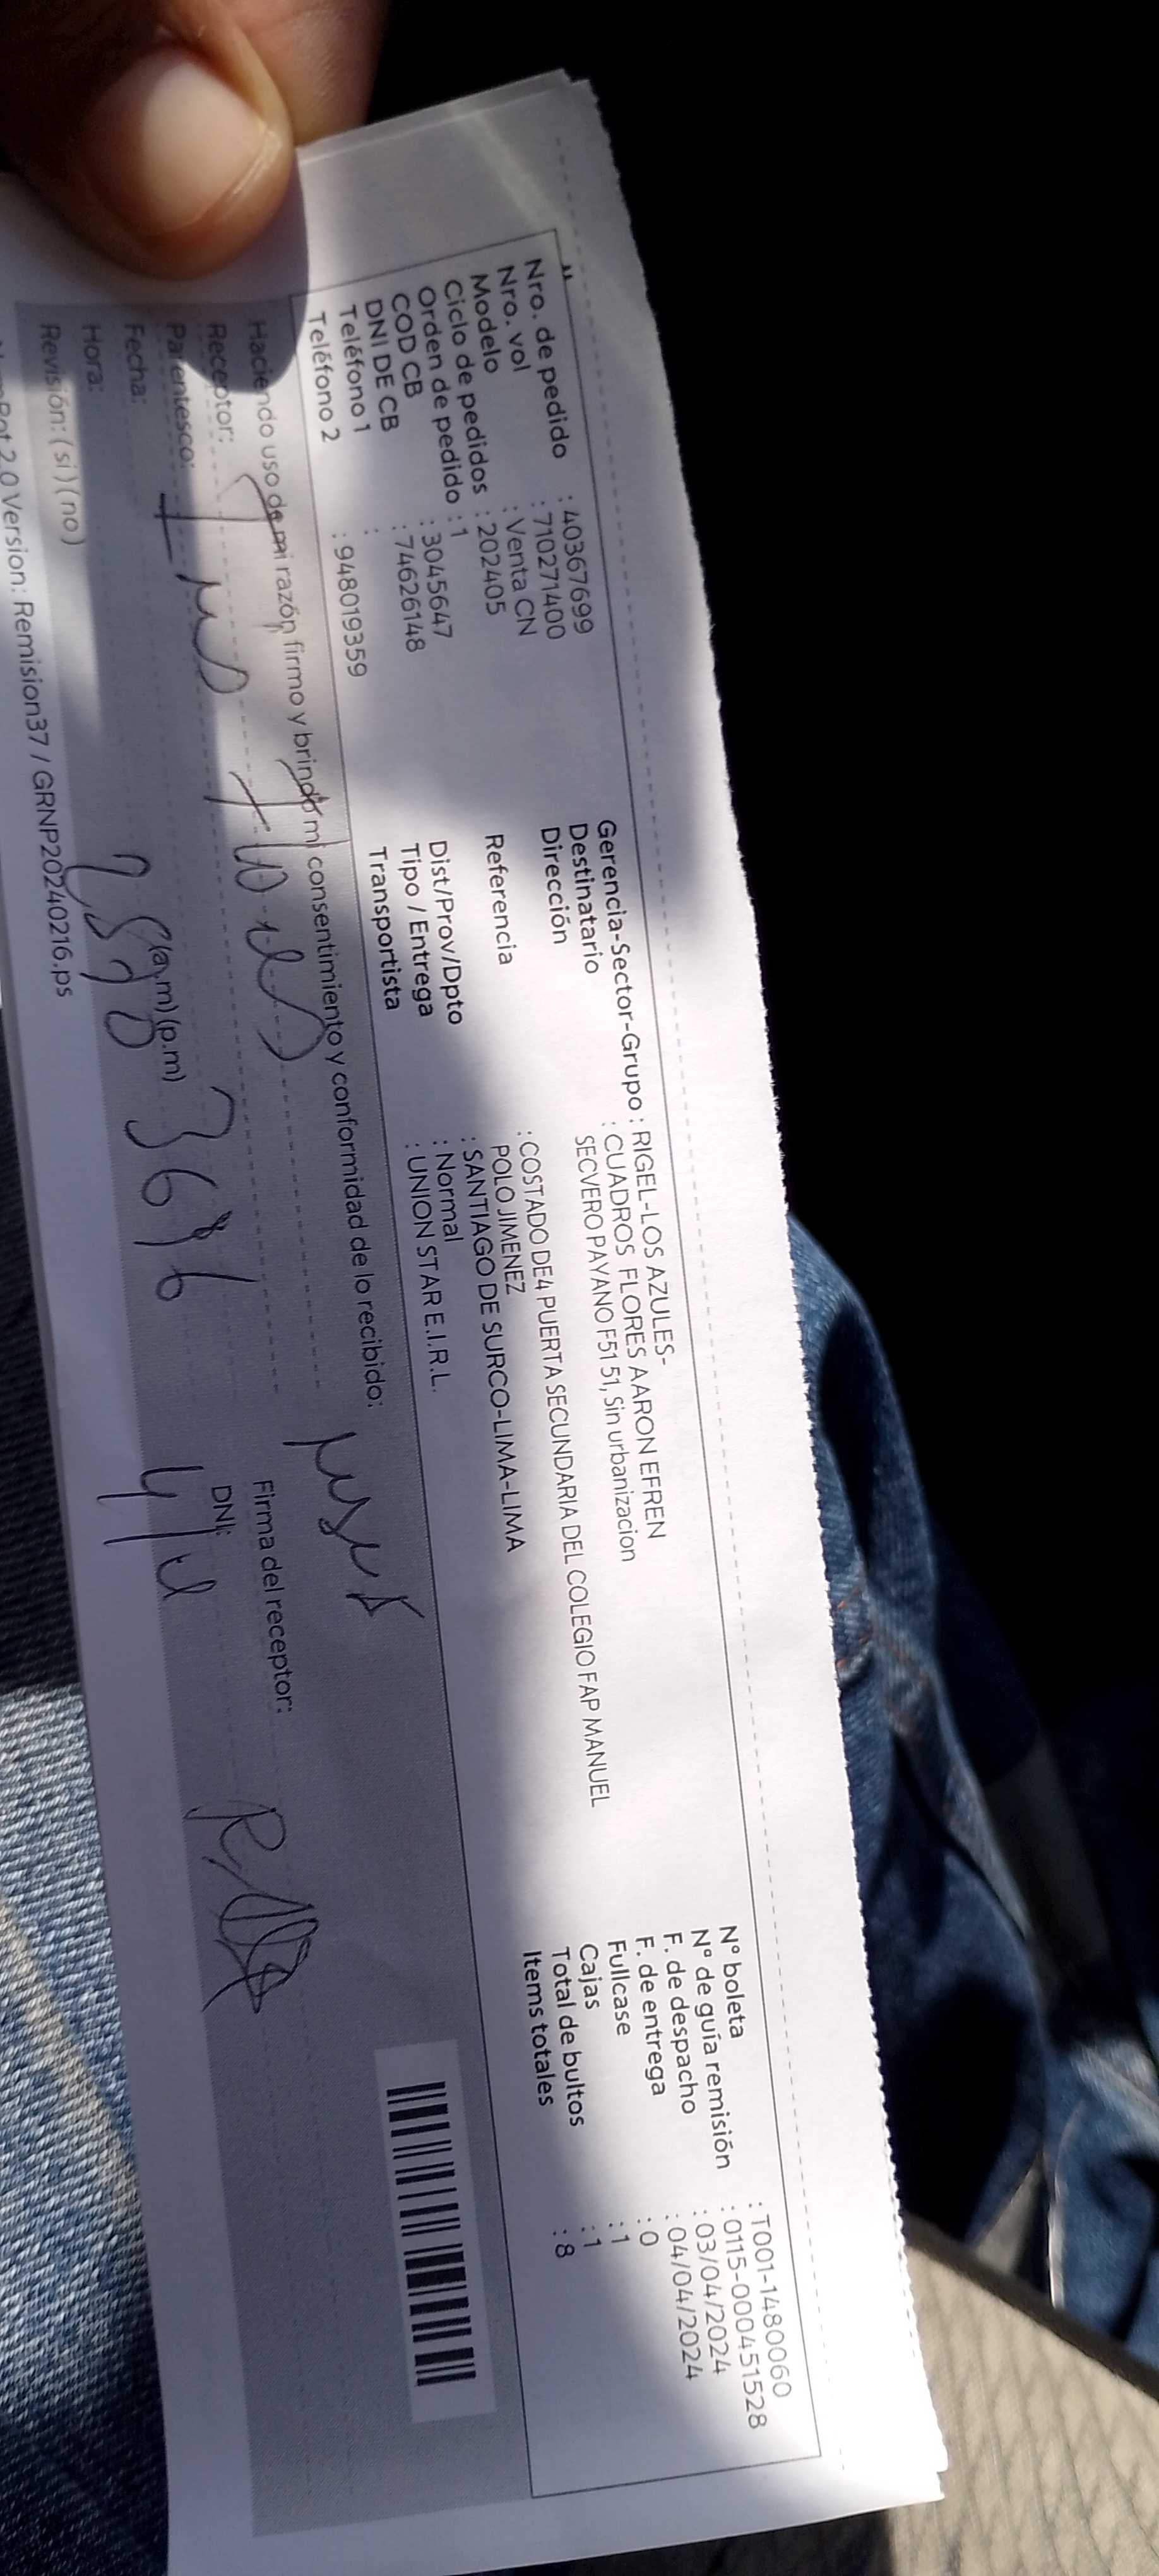 Nro. de pedido : 40367699
Nro. vol : 710271400
Modelo : Venta CN
Ciclo de pedidos : 202405
Orden de pedido : 1
COD CB : 3045647
DNI DE CB : 74626148
Teléfono 1 :
Teléfono 2 : 948019359
Gerencia-Sector-Grupo : RIGEL-LOS AZULES-
Destinatario : CUADROS FLORES AARON EFREN
Dirección SECVERO PAYANO F51 51, Sin urbanizacion
Referencia : COSTADO DE4 PUERTA SECUNDARIA DEL COLEGIO FAP MANUEL
POLO JIMENEZ
Dist/Prov/Dpto : SANTIAGO DE SURCO-LIMA-LIMA
Tipo / Entrega : Normal
Transportista : UNION STAR E.I.R.L.
N° boleta : T001-1480060
N° de guía remisión : 0115-000451528
F. de despacho : 03/04/2024
F. de entrega : 04/04/2024
Fullcase : 0
Cajas : 1
Total de bultos : 1
Items totales : 8
Haciendo uso de mi razón firmo y brindo mi consentimiento y conformidad de lo recibido:
Receptor:
Parentesco:
Fecha:
Hora: (a.m) (p.m)
Revisión: ( si ) ( no )
Firma del receptor:
DNI:
2.0 Version: Remision37 / GRNP20240216.ps